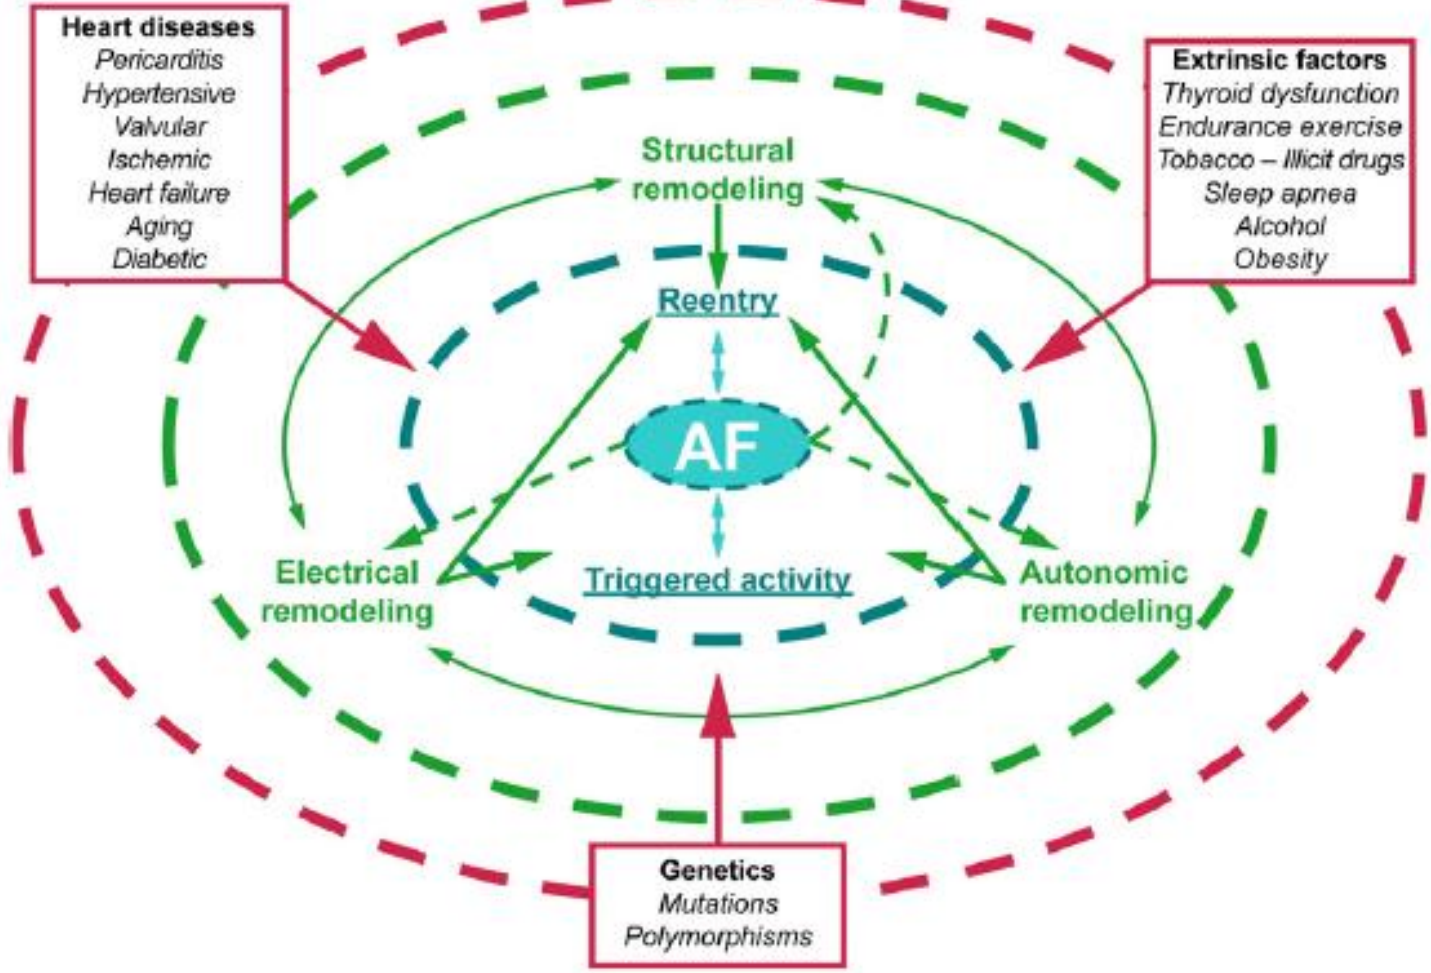 Heart diseases
Pericarditis
Hypertensive
Valvular
Ischemic
Heart failure
Aging
Diabetic
Extrinsic factors
Thyroid dysfunction
Endurance exercise
Tobacco – Illicit drugs
Sleep apnea
Alcohol
Obesity
Structural
remodeling
Reentry
AF
Triggered activity
Electrical
remodeling
Autonomic
remodeling
Genetics
Mutations
Polymorphisms